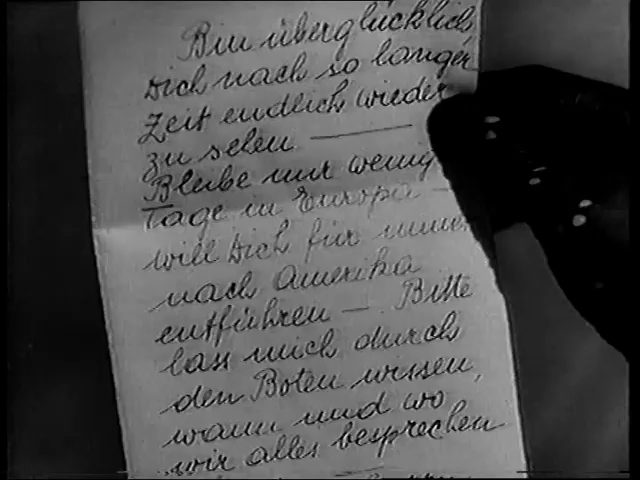 Bin überglücklich
Dich nach so langer
Zeit endlich wieder
zu sehen —
Bleibe nur wenig
Tage in Europa —
will Dich für immer
nach Amerika
entführen — Bitte
lass mich durch
den Boten wissen,
wann und wo
wir alles besprechen